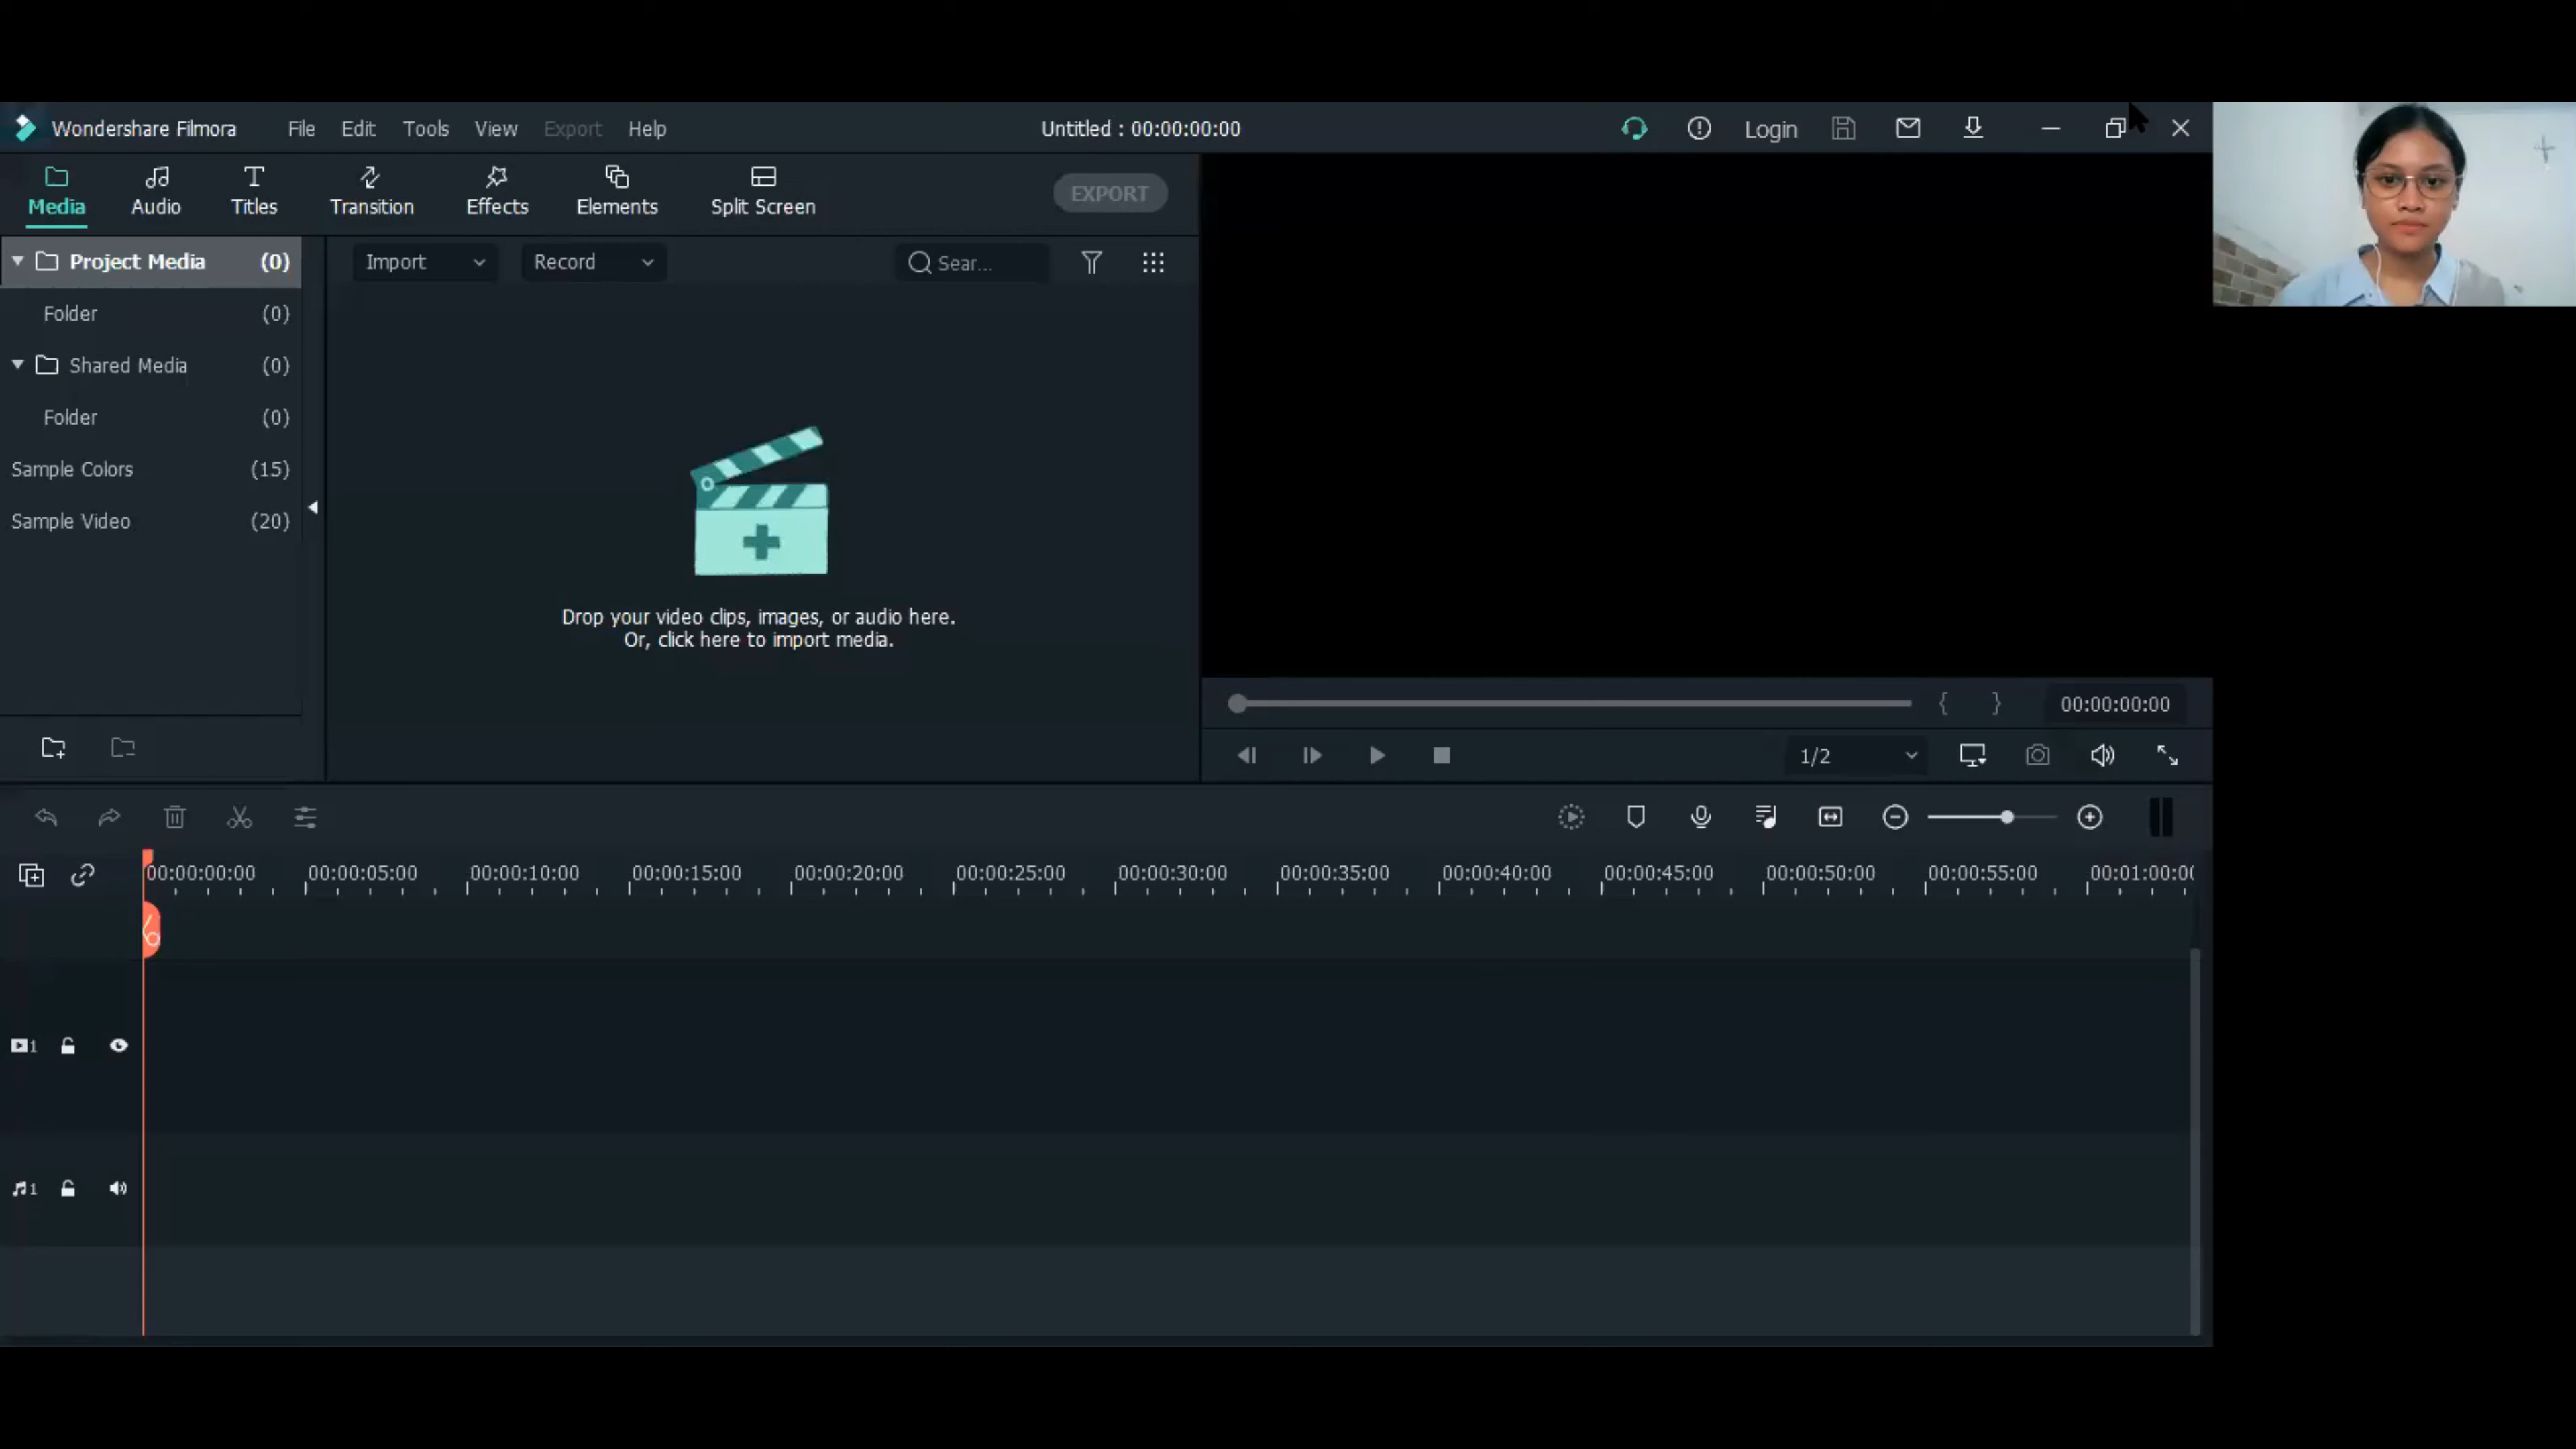 Wondershare Filmora File Edit Tools View Export Help Untitled : 00:00:00:00 Login
Media Audio Titles Transition Effects Elements Split Screen EXPORT
Project Media (0) Import Record Sear...
Folder (0)
Shared Media (0)
Folder (0)
Sample Colors (15)
Sample Video (20)
Drop your video clips, images, or audio here.
Or, click here to import media.
{ } 00:00:00:00
1/2
00:00:00:00 00:00:05:00 00:00:10:00 00:00:15:00 00:00:20:00 00:00:25:00 00:00:30:00 00:00:35:00 00:00:40:00 00:00:45:00 00:00:50:00 00:00:55:00 00:01:00:0
1
1